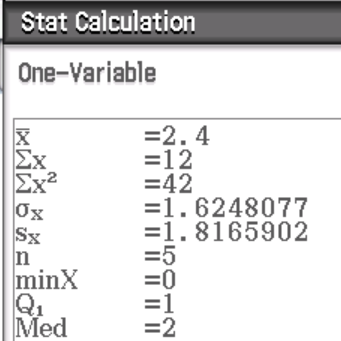 Stat Calculation
One-Variable
x̅ =2.4
Σx =12
Σx² =42
σₓ =1.6248077
sₓ =1.8165902
n =5
minX =0
Q₁ =1
Med =2